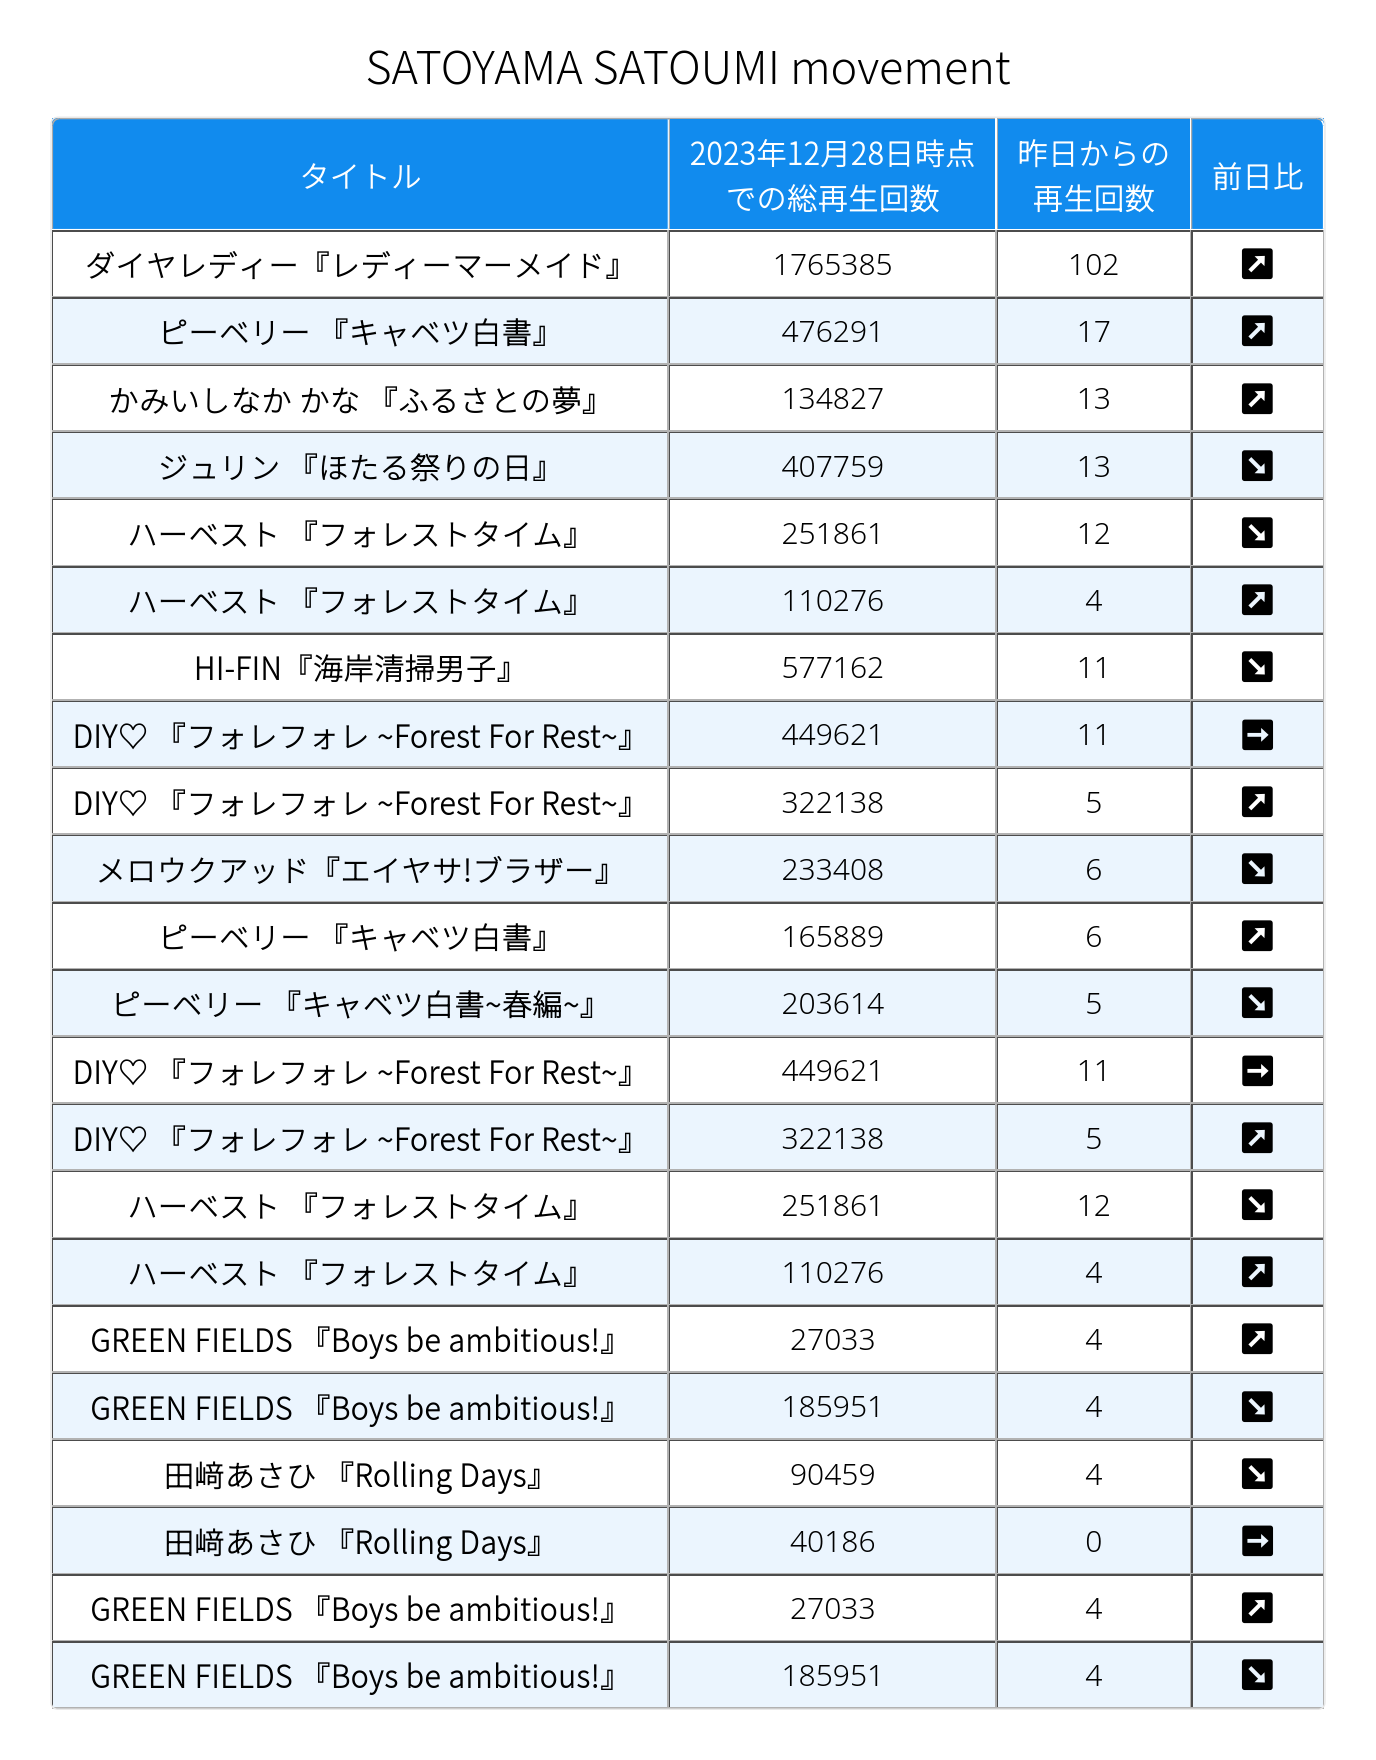 SATOYAMA SATOUMI movement
タイトル 2023年12月28日時点での総再生回数 昨日からの再生回数 前日比
ダイヤレディー『レディーマーメイド』 1765385 102 ↗
ピーベリー 『キャベツ白書』 476291 17 ↗
かみいしなか かな 『ふるさとの夢』 134827 13 ↗
ジュリン 『ほたる祭りの日』 407759 13 ↘
ハーベスト 『フォレストタイム』 251861 12 ↘
ハーベスト 『フォレストタイム』 110276 4 ↗
HI-FIN『海岸清掃男子』 577162 11 ↘
DIY♡ 『フォレフォレ ~Forest For Rest~』 449621 11 →
DIY♡ 『フォレフォレ ~Forest For Rest~』 322138 5 ↗
メロウクアッド『エイヤサ!ブラザー』 233408 6 ↘
ピーベリー 『キャベツ白書』 165889 6 ↗
ピーベリー 『キャベツ白書~春編~』 203614 5 ↘
DIY♡ 『フォレフォレ ~Forest For Rest~』 449621 11 →
DIY♡ 『フォレフォレ ~Forest For Rest~』 322138 5 ↗
ハーベスト 『フォレストタイム』 251861 12 ↘
ハーベスト 『フォレストタイム』 110276 4 ↗
GREEN FIELDS 『Boys be ambitious!』 27033 4 ↗
GREEN FIELDS 『Boys be ambitious!』 185951 4 ↘
田﨑あさひ 『Rolling Days』 90459 4 ↘
田﨑あさひ 『Rolling Days』 40186 0 →
GREEN FIELDS 『Boys be ambitious!』 27033 4 ↗
GREEN FIELDS 『Boys be ambitious!』 185951 4 ↘